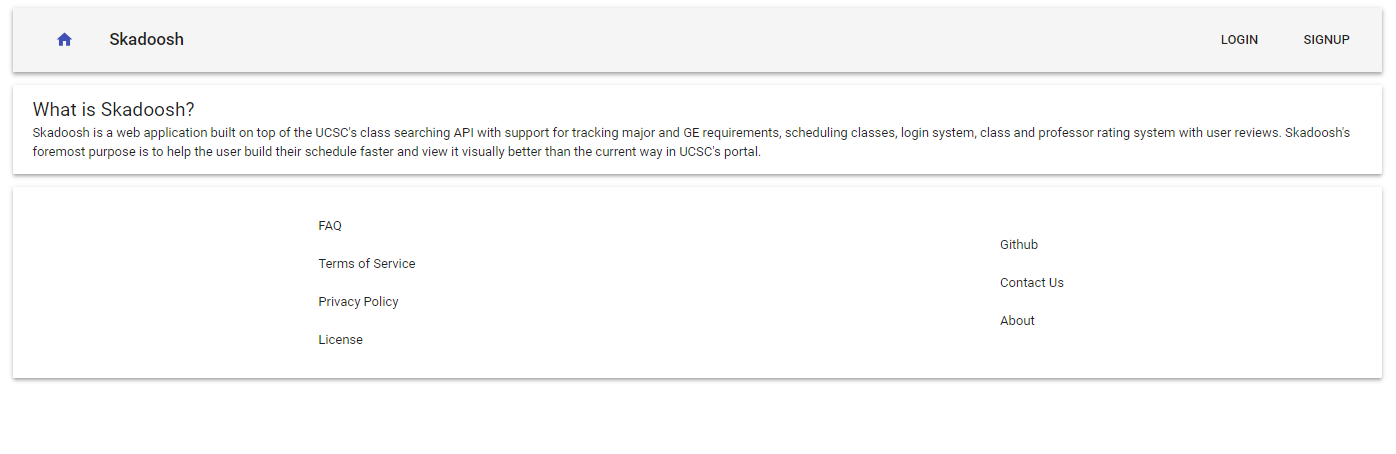 Skadoosh
LOGIN
SIGNUP
What is Skadoosh?
Skadoosh is a web application built on top of the UCSC's class searching API with support for tracking major and GE requirements, scheduling classes, login system, class and professor rating system with user reviews. Skadoosh's
foremost purpose is to help the user build their schedule faster and view it visually better than the current way in UCSC's portal.
FAQ
Terms of Service
Privacy Policy
License
Github
Contact Us
About